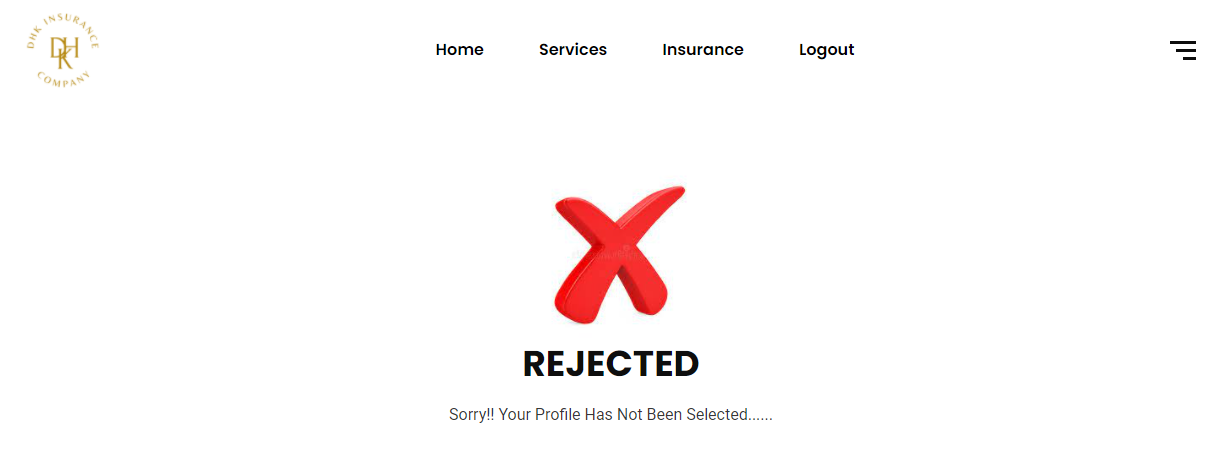 DHK INSURANCE
DHK
COMPANY
Home
Services
Insurance
Logout
REJECTED
Sorry!! Your Profile Has Not Been Selected......